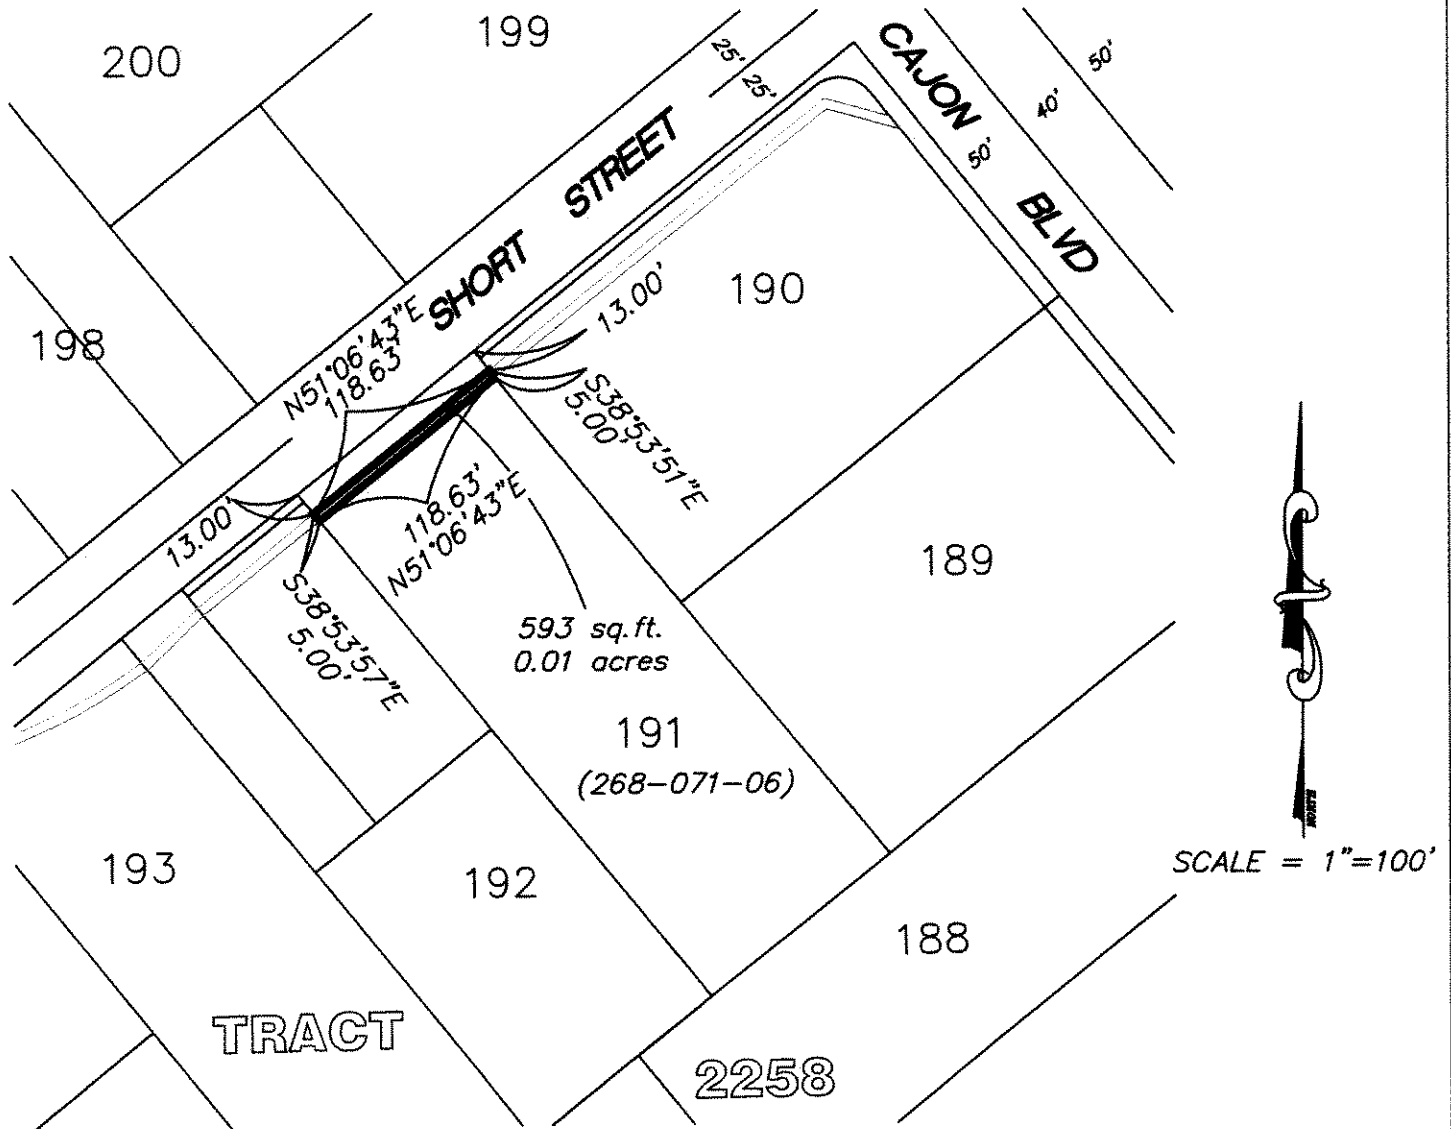 200
199
25' 25'
CAJON BLVD
50'
40'
50'
SHORT STREET
198
190
N51°06'43"E
118.63'
13.00'
S38°53'51"E
5.00'
13.00'
118.63'
N51°06'43"E
S38°53'57"E
5.00'
189
593 sq.ft.
0.01 acres
191
(268-071-06)
193
192
188
TRACT
2258
NORTH
SCALE = 1"=100'